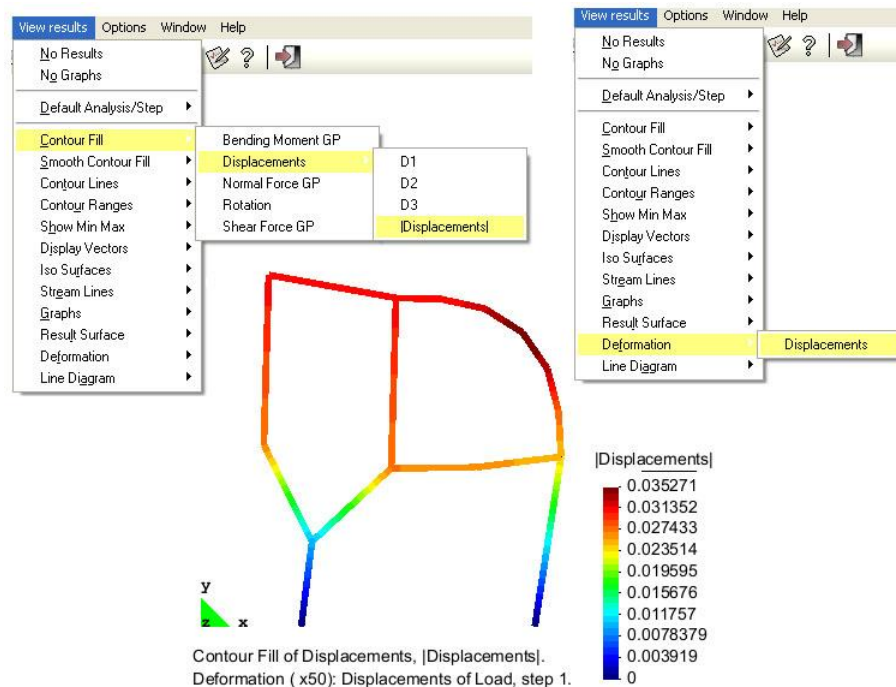 View results Options Window Help
No Results
No Graphs
Default Analysis/Step
Contour Fill
Smooth Contour Fill
Contour Lines
Contour Ranges
Show Min Max
Display Vectors
Iso Surfaces
Stream Lines
Graphs
Result Surface
Deformation
Line Diagram
Bending Moment GP
Displacements
Normal Force GP
Rotation
Shear Force GP
D1
D2
D3
|Displacements|
View results Options Window Help
No Results
No Graphs
Default Analysis/Step
Contour Fill
Smooth Contour Fill
Contour Lines
Contour Ranges
Show Min Max
Display Vectors
Iso Surfaces
Stream Lines
Graphs
Result Surface
Deformation
Line Diagram
Displacements
|Displacements|
0.035271
0.031352
0.027433
0.023514
0.019595
0.015676
0.011757
0.0078379
0.003919
0
y
z x
Contour Fill of Displacements, |Displacements|.
Deformation ( x50): Displacements of Load, step 1.